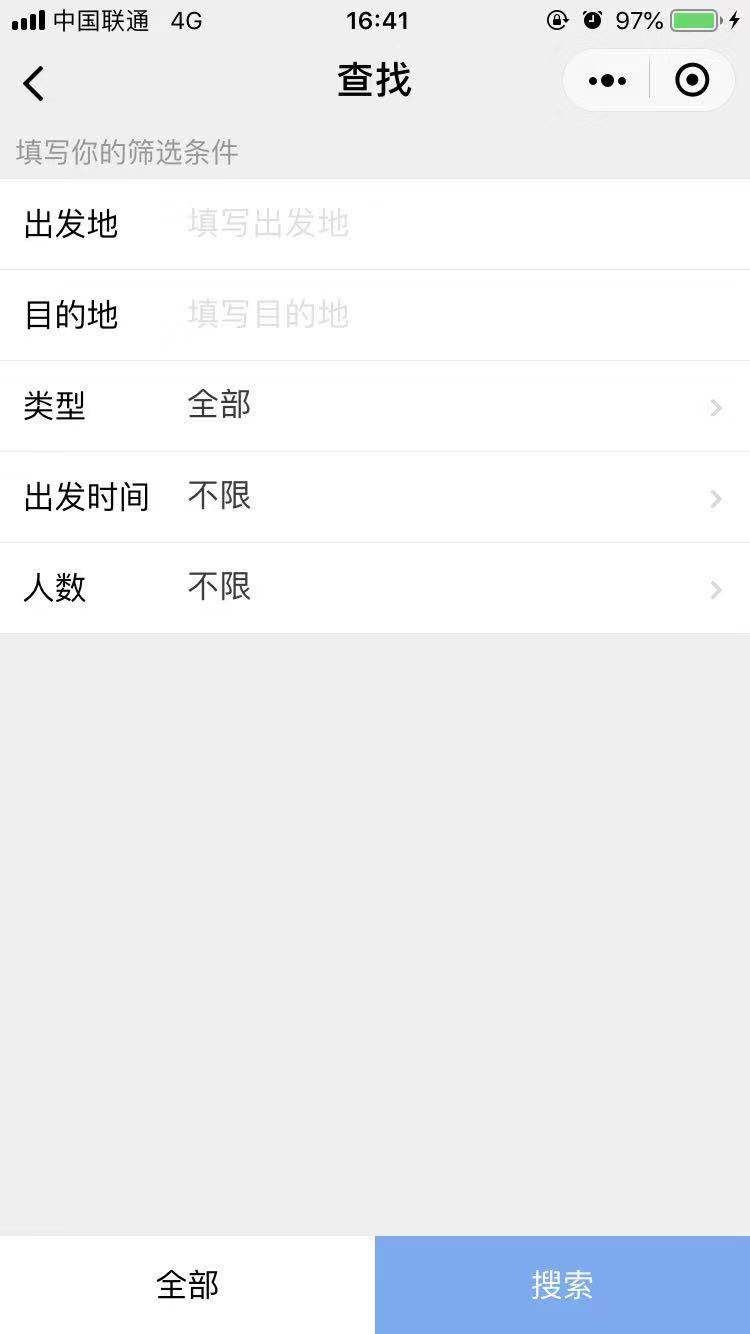 中国联通 4G 16:41 97%
查找
填写你的筛选条件
出发地 填写出发地
目的地 填写目的地
类型 全部
出发时间 不限
人数 不限
全部 搜索